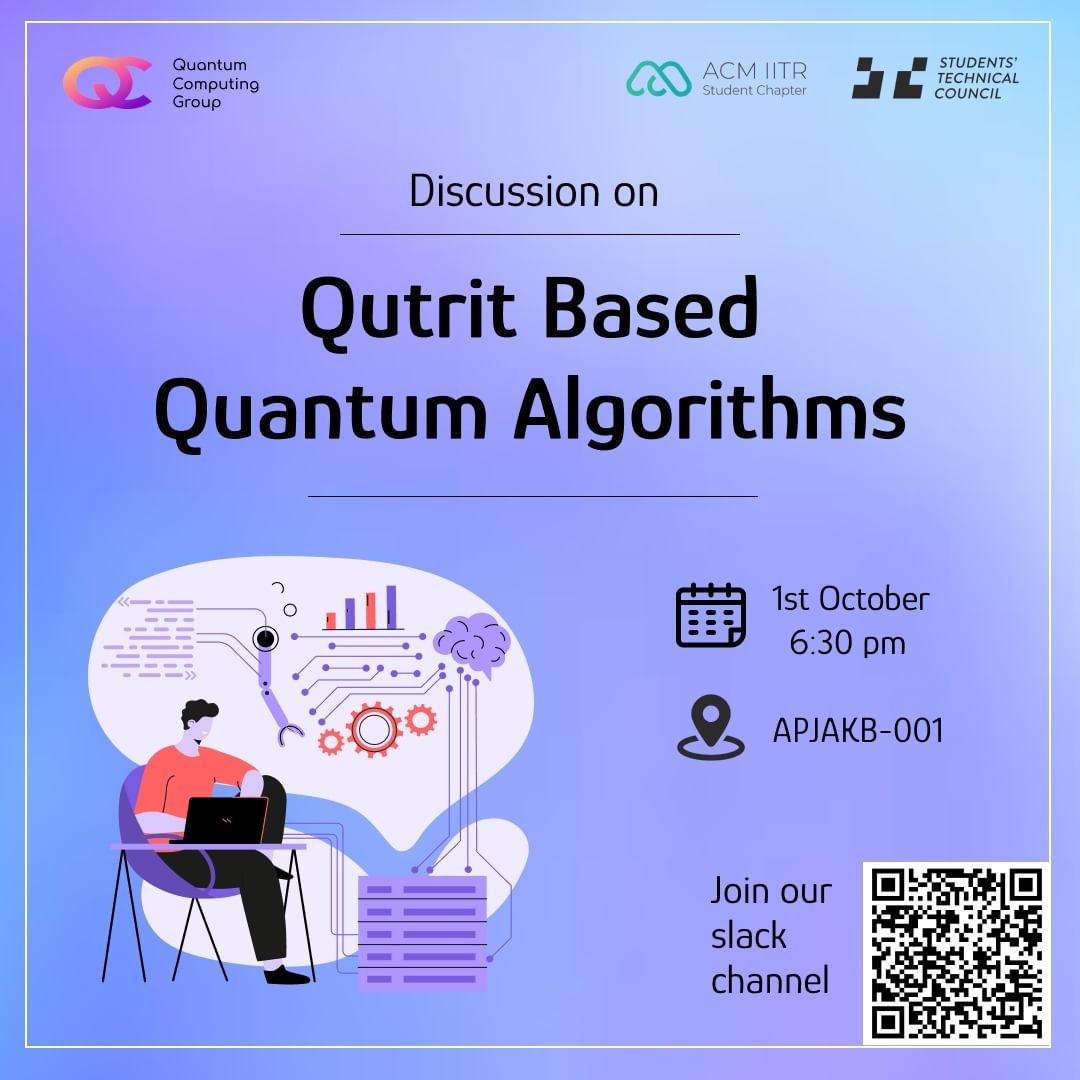 Quantum
Computing
Group
ACM IITR
Student Chapter
STUDENTS'
TECHNICAL
COUNCIL
Discussion on
Qutrit Based
Quantum Algorithms
1st October
6:30 pm
APJAKB-001
Join our
slack
channel